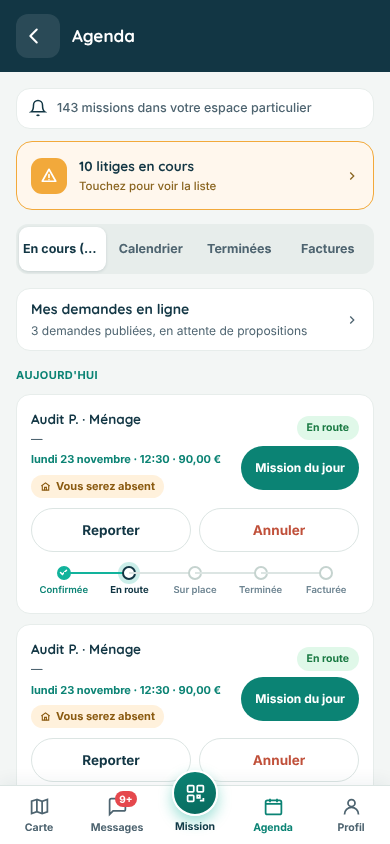 Agenda
143 missions dans votre espace particulier
10 litiges en cours
Touchez pour voir la liste
En cours (...
Calendrier
Terminées
Factures
Mes demandes en ligne
3 demandes publiées, en attente de propositions
AUJOURD'HUI
Audit P. · Ménage
En route
—
lundi 23 novembre · 12:30 · 90,00 €
Mission du jour
Vous serez absent
Reporter
Annuler
Confirmée
En route
Sur place
Terminée
Facturée
Audit P. · Ménage
En route
—
lundi 23 novembre · 12:30 · 90,00 €
Mission du jour
Vous serez absent
Reporter
Annuler
9+
Carte
Messages
Mission
Agenda
Profil